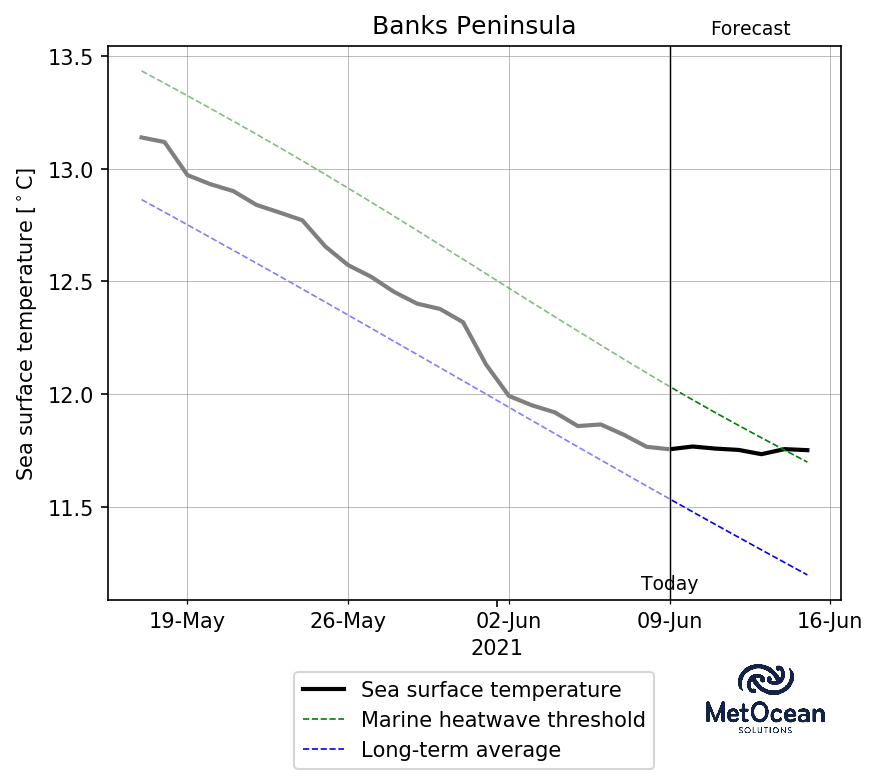 Banks Peninsula
Forecast
Sea surface temperature [°C]
13.5
13.0
12.5
12.0
11.5
Today
19-May
26-May
02-Jun
09-Jun
16-Jun
2021
Sea surface temperature
Marine heatwave threshold
Long-term average
MetOcean
SOLUTIONS